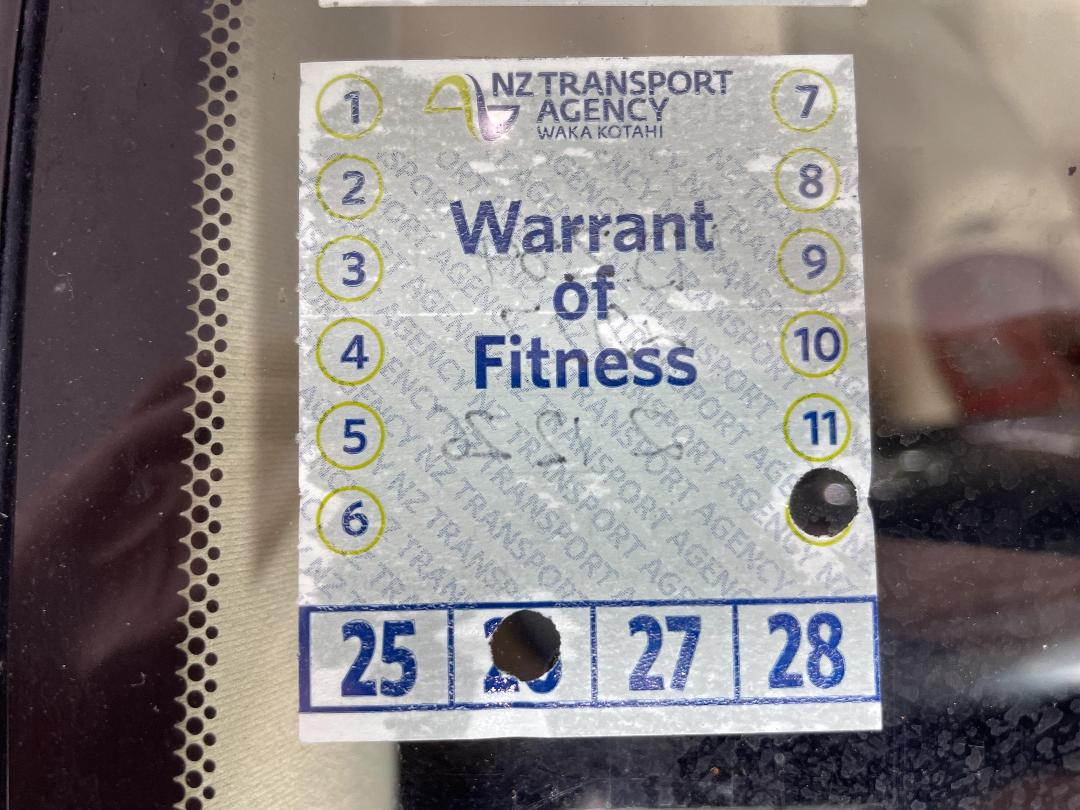 NZ TRANSPORT
AGENCY
WAKA KOTAHI
Warrant
of
Fitness
1
2
3
4
5
6
7
8
9
10
11
25
27
28